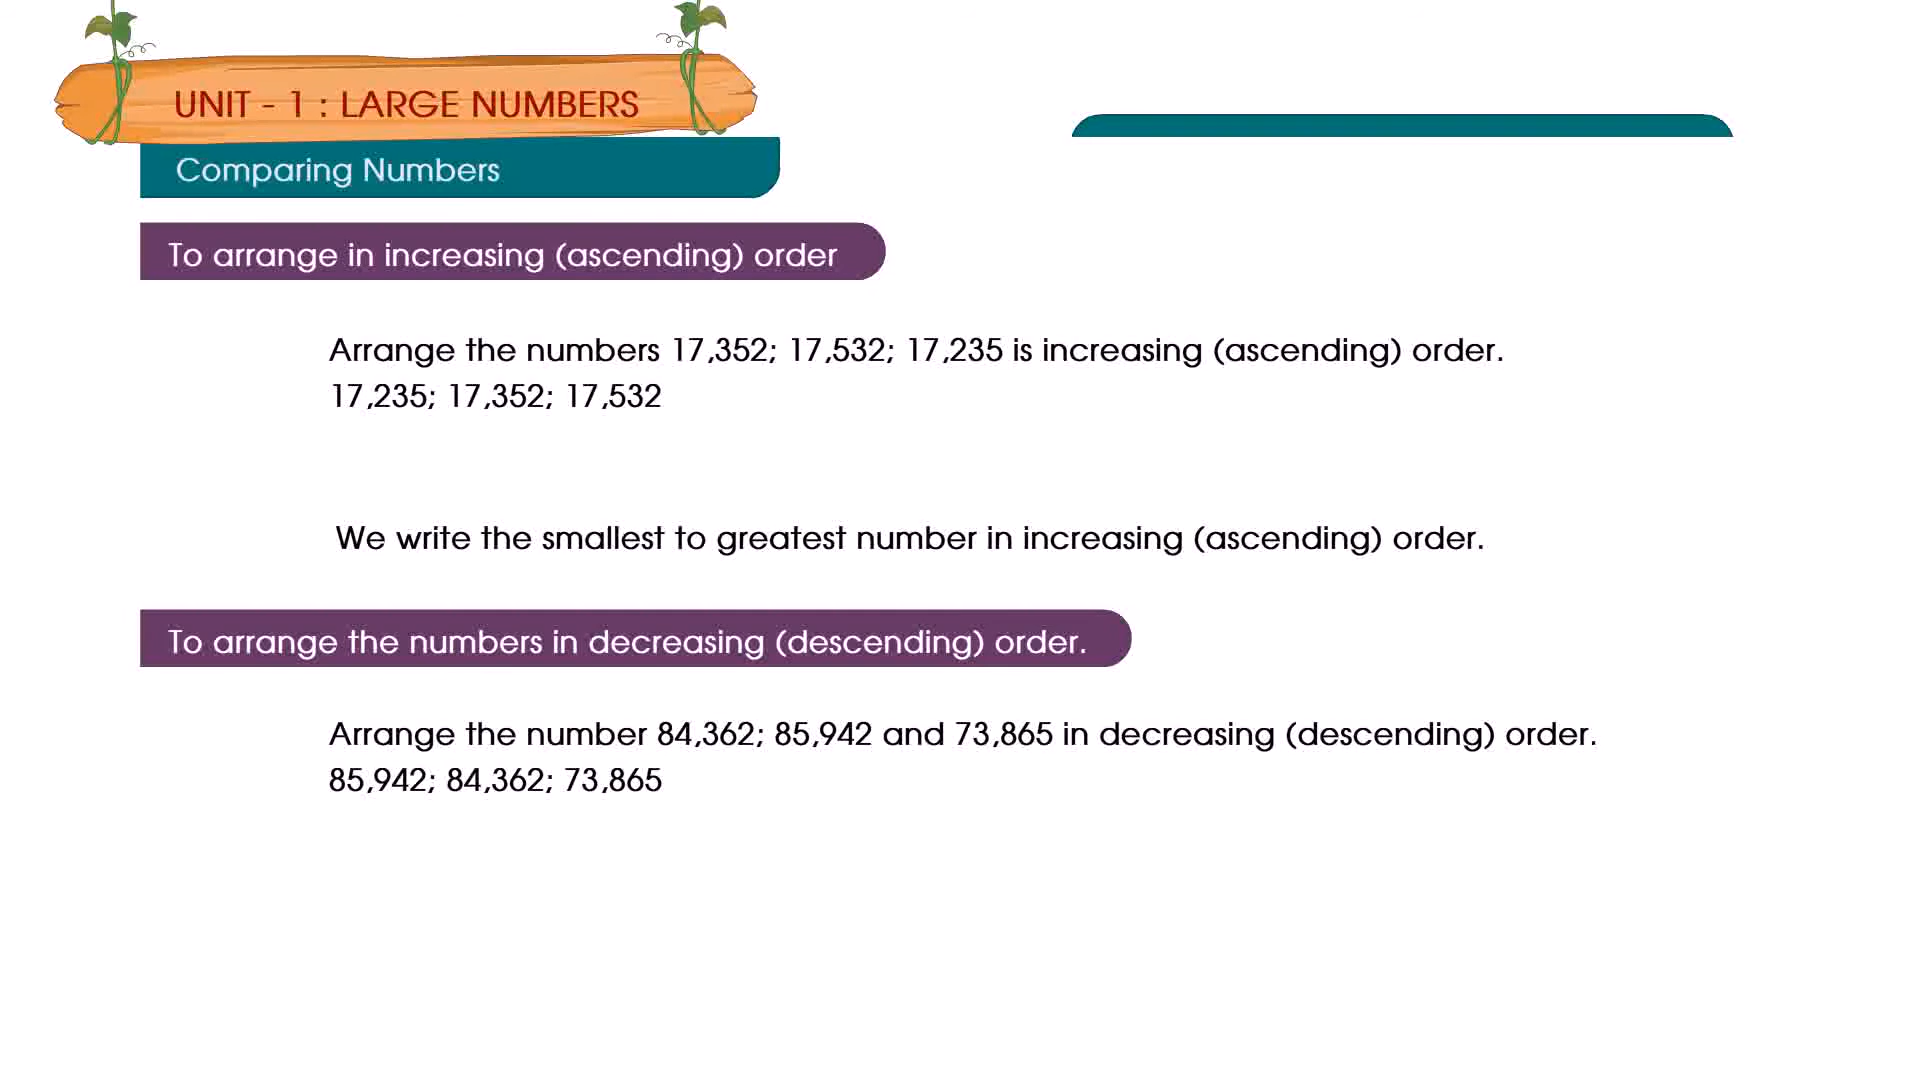 UNIT - 1 : LARGE NUMBERS
Comparing Numbers
To arrange in increasing (ascending) order
Arrange the numbers 17,352; 17,532; 17,235 is increasing (ascending) order.
17,235; 17,352; 17,532
We write the smallest to greatest number in increasing (ascending) order.
To arrange the numbers in decreasing (descending) order.
Arrange the number 84,362; 85,942 and 73,865 in decreasing (descending) order.
85,942; 84,362; 73,865